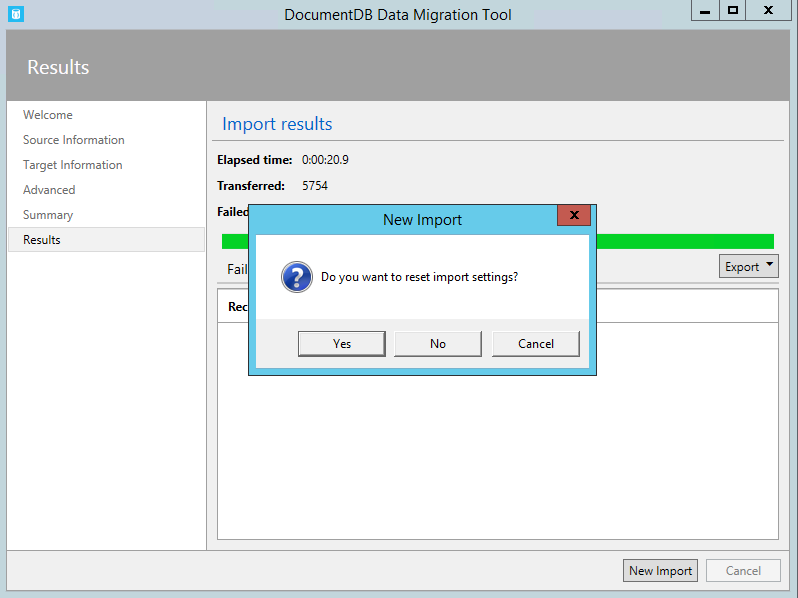 DocumentDB Data Migration Tool
Results
Welcome
Source Information
Target Information
Advanced
Summary
Results
Import results
Elapsed time: 0:00:20.9
Transferred: 5754
Failed
Fail
Export
Rec
New Import
Do you want to reset import settings?
Yes No Cancel
New Import Cancel